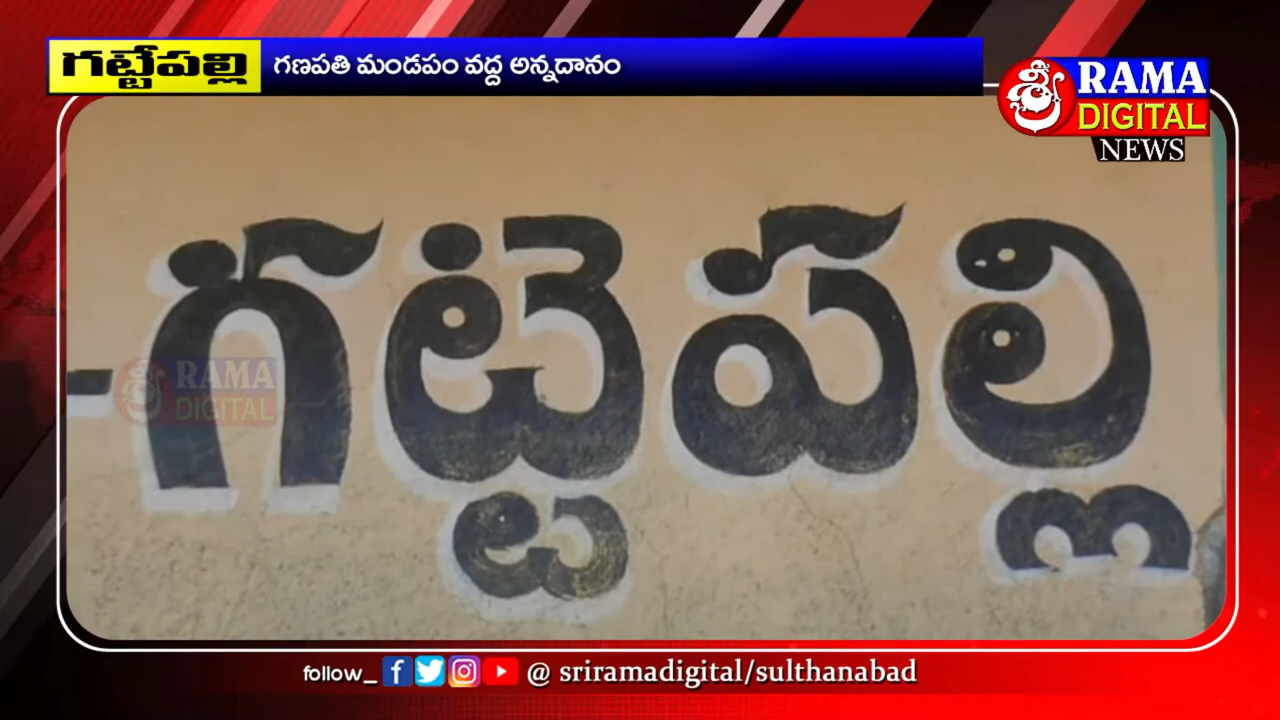 గట్టేపల్లి గణపతి మండపం వద్ద అన్నదానం
శ్రీ RAMA
DIGITAL
NEWS
-గట్టెపల్లి
శ్రీ RAMA
DIGITAL
follow_ @ sriramadigital/sulthanabad